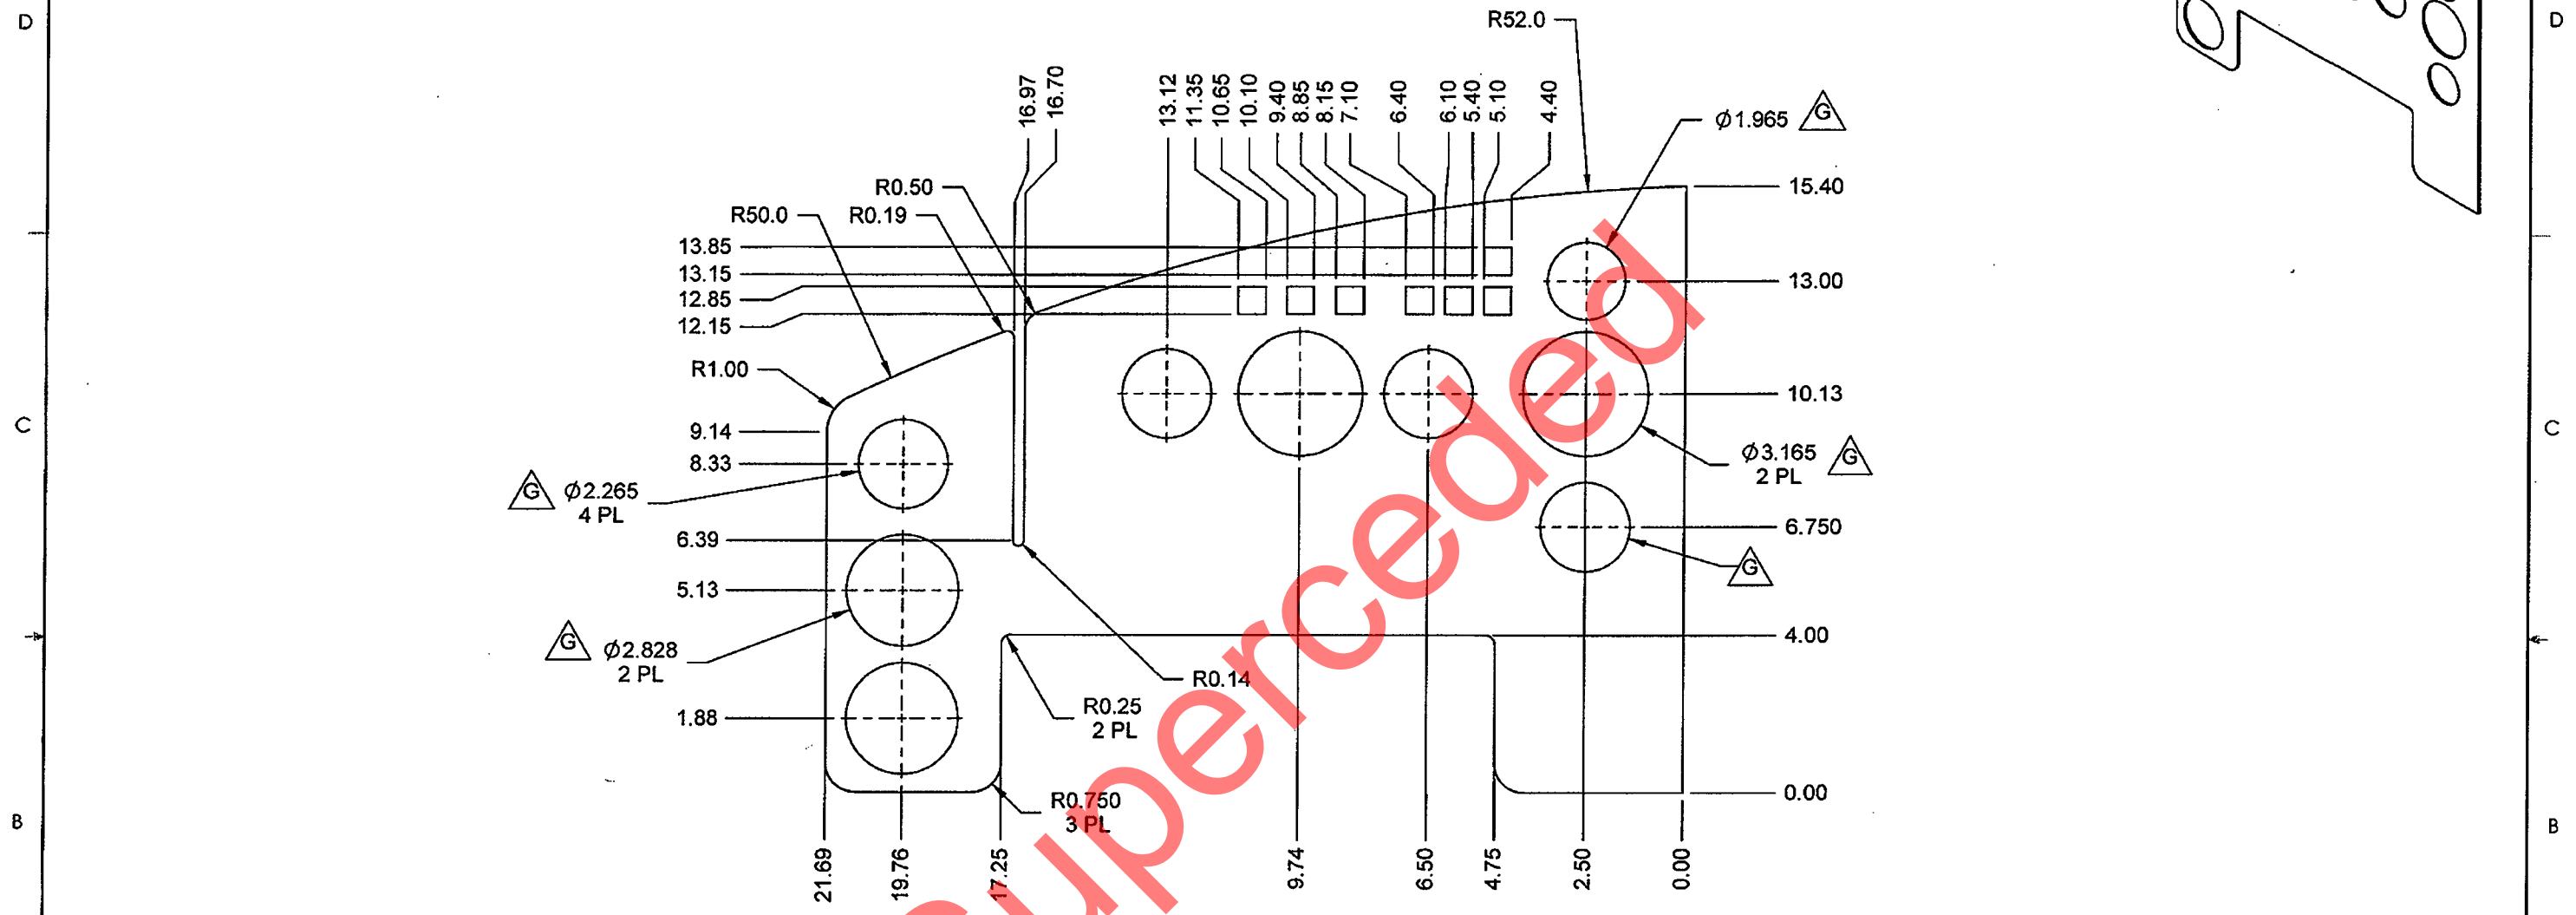 D
D
R52.0
16.97
16.70
13.12
11.35
10.65
10.10
9.40
8.85
8.15
7.10
6.40
6.10
5.40
5.10
4.40
Ø1.965 G
R0.50
R50.0
R0.19
15.40
13.85
13.15
12.85
12.15
13.00
R1.00
10.13
C
C
9.14
8.33
Ø3.165 G
2 PL
G Ø2.265
4 PL
6.39
6.750
G
5.13
G Ø2.828
2 PL
4.00
R0.14
R0.25
2 PL
1.88
R0.750
3 PL
0.00
B
B
21.69
19.76
17.25
9.74
6.50
4.75
2.50
0.00
superceded